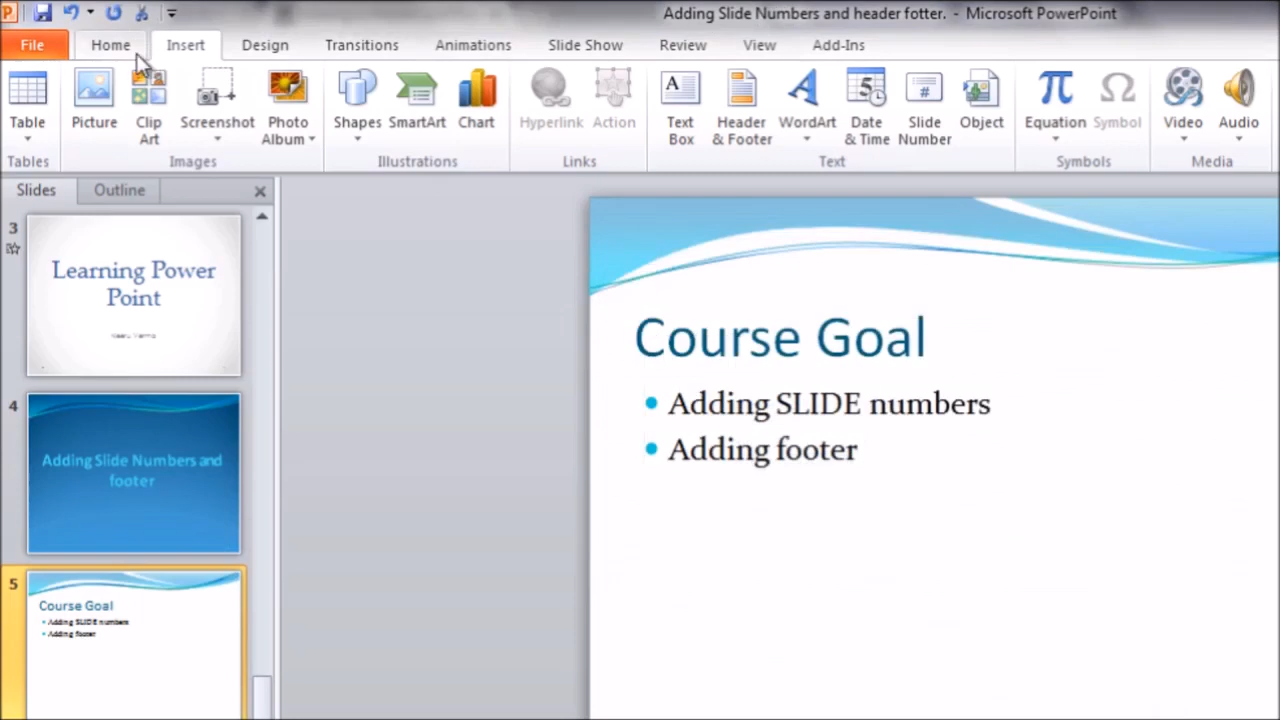 Adding Slide Numbers and header fotter. - Microsoft PowerPoint
File Home Insert Design Transitions Animations Slide Show Review View Add-Ins
Table Picture Clip Art Screenshot Photo Album Shapes SmartArt Chart Hyperlink Action Text Box Header & Footer WordArt Date & Time Slide Number Object Equation Symbol Video Audio
Tables Images Illustrations Links Text Symbols Media
Slides Outline
3
Learning Power
Point
4
Adding Slide Numbers and
footer
5
Course Goal
• Adding SLIDE numbers
• Adding footer
Course Goal
• Adding SLIDE numbers
• Adding footer